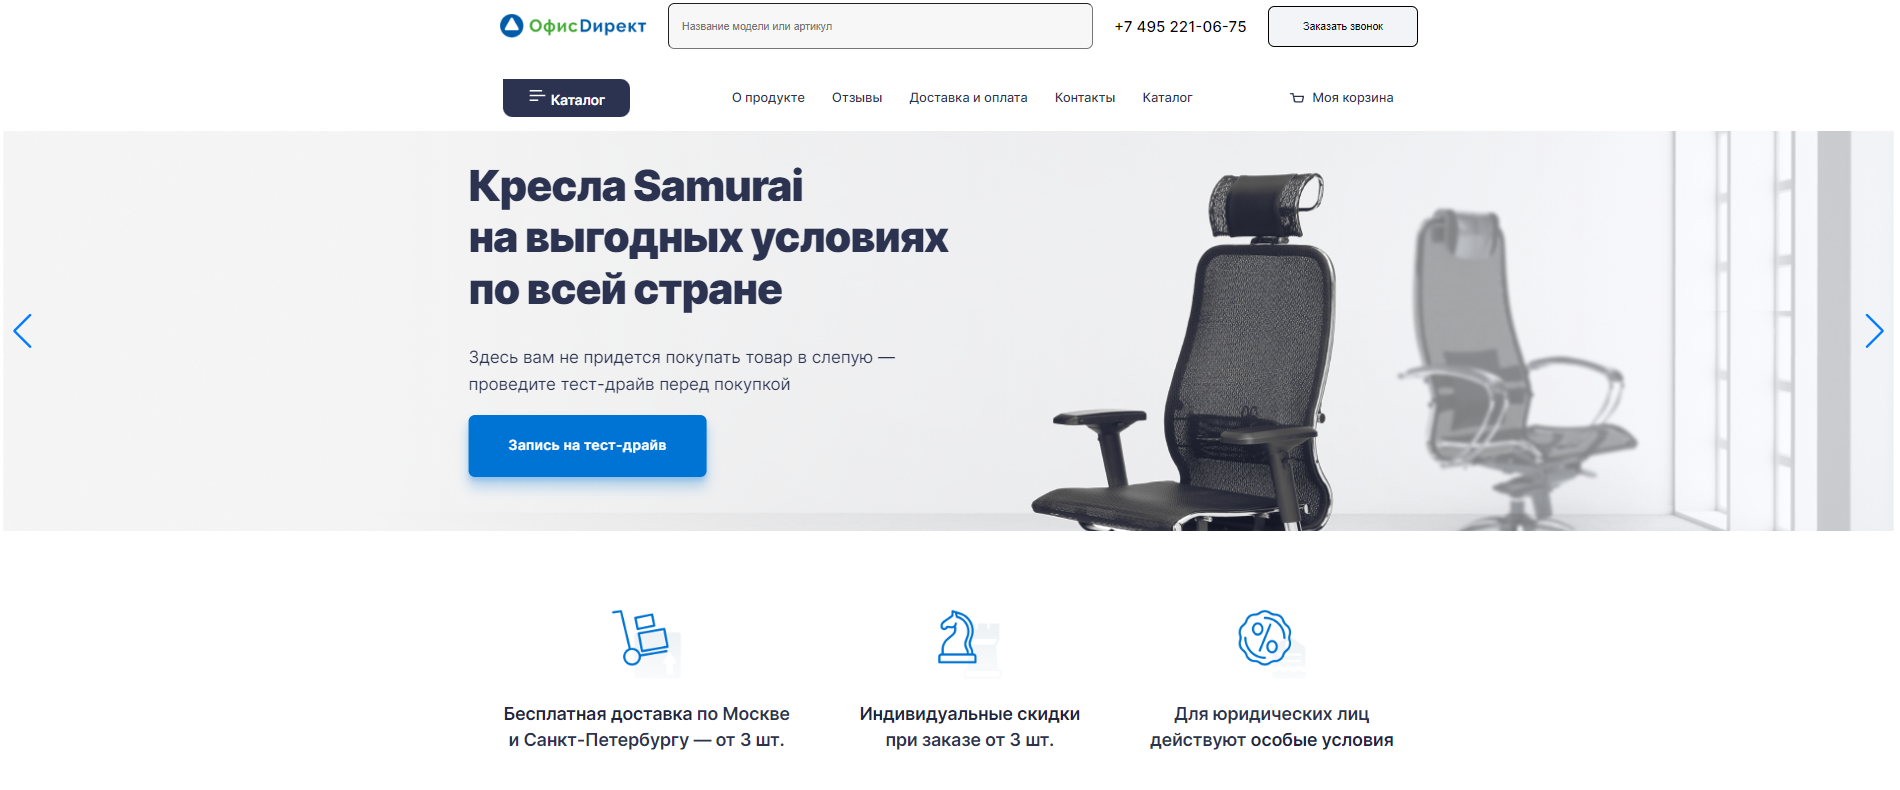 ОфисDирект
Название модели или артикул
+7 495 221-06-75
Заказать звонок
Каталог
О продукте
Отзывы
Доставка и оплата
Контакты
Каталог
Моя корзина
Кресла Samurai
на выгодных условиях
по всей стране
Здесь вам не придется покупать товар в слепую —
проведите тест-драйв перед покупкой
Запись на тест-драйв
Бесплатная доставка по Москве
и Санкт-Петербургу — от 3 шт.
Индивидуальные скидки
при заказе от 3 шт.
Для юридических лиц
действуют особые условия